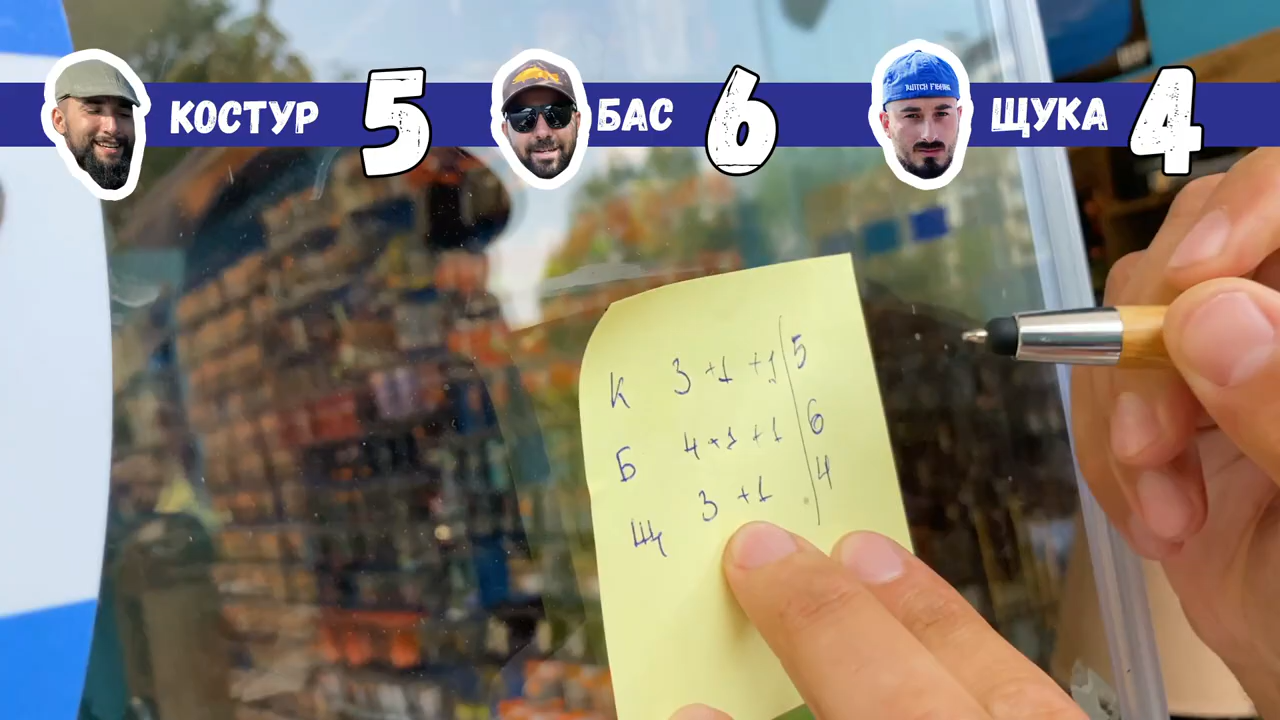 КОСТУР 5 БАС 6 ЩУКА 4
К 3 +1 +1 5
Б 4 +1 +1 6
Щ 3 +1 4